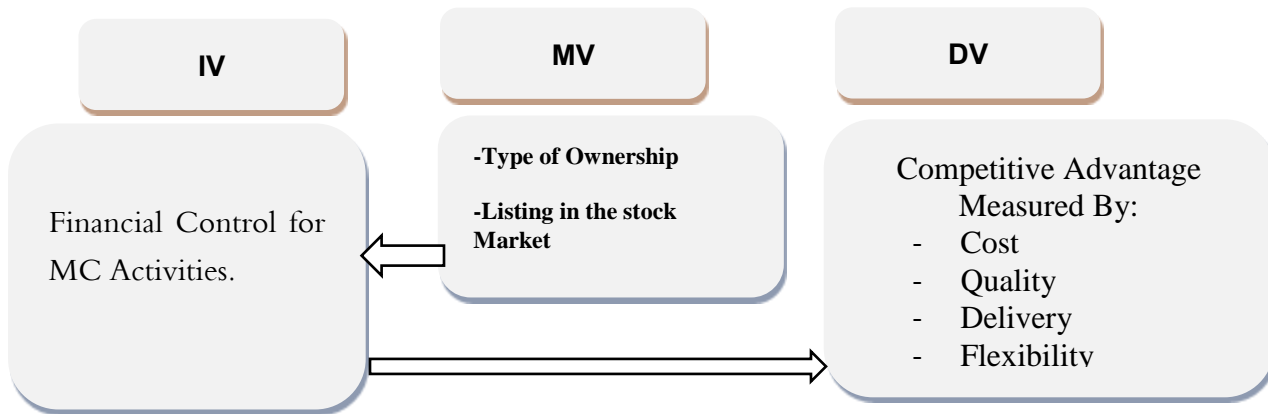 IV
MV
DV
Financial Control for
MC Activities.
-Type of Ownership
-Listing in the stock
Market
Competitive Advantage
Measured By:
- Cost
- Quality
- Delivery
- Flexibility